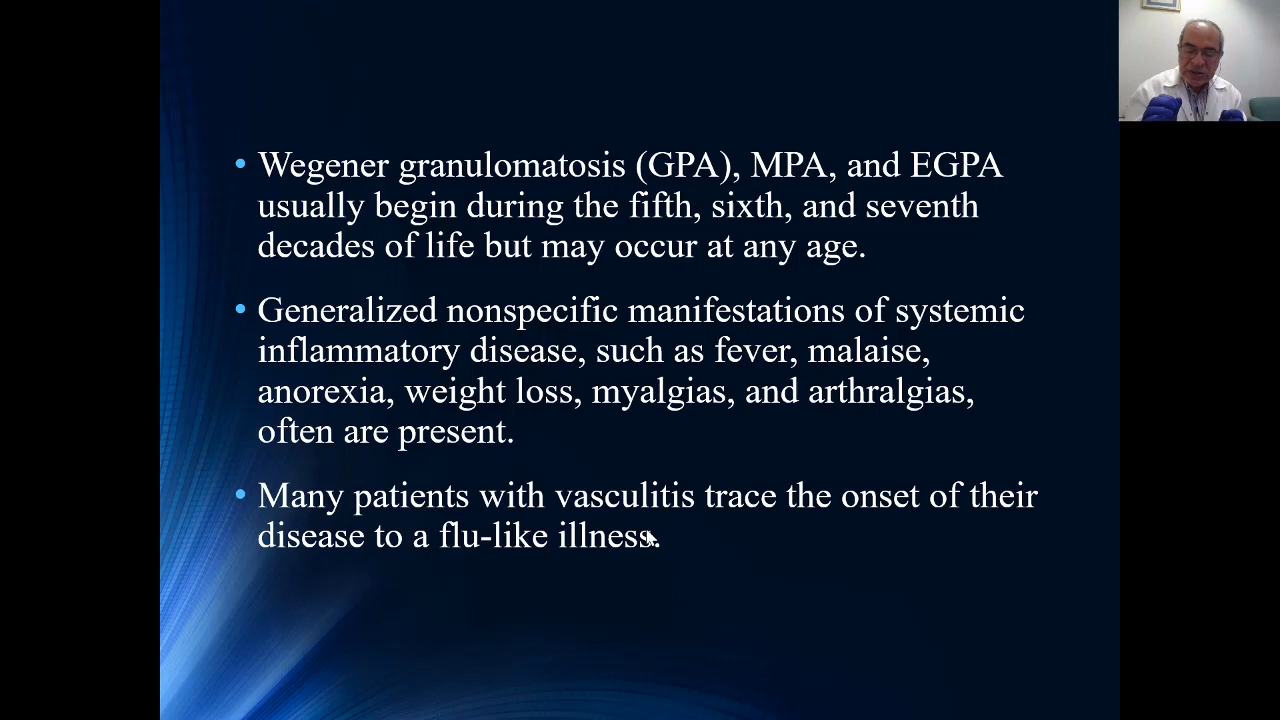 • Wegener granulomatosis (GPA), MPA, and EGPA
usually begin during the fifth, sixth, and seventh
decades of life but may occur at any age.
• Generalized nonspecific manifestations of systemic
inflammatory disease, such as fever, malaise,
anorexia, weight loss, myalgias, and arthralgias,
often are present.
• Many patients with vasculitis trace the onset of their
disease to a flu-like illness.